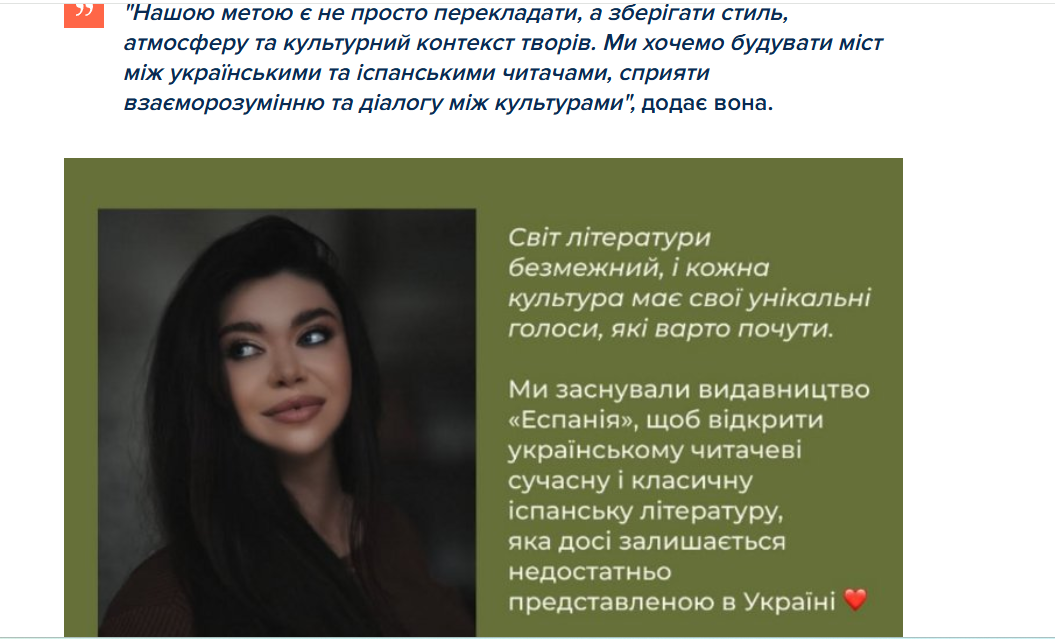 "Нашою метою є не просто перекладати, а зберігати стиль,
атмосферу та культурний контекст творів. Ми хочемо будувати міст
між українськими та іспанськими читачами, сприяти
взаєморозумінню та діалогу між культурами", додає вона.
Світ літератури
безмежний, і кожна
культура має свої унікальні
голоси, які варто почути.
Ми заснували видавництво
«Еспанія», щоб відкрити
українському читачеві
сучасну і класичну
іспанську літературу,
яка досі залишається
недостатньо
представленою в Україні ❤️